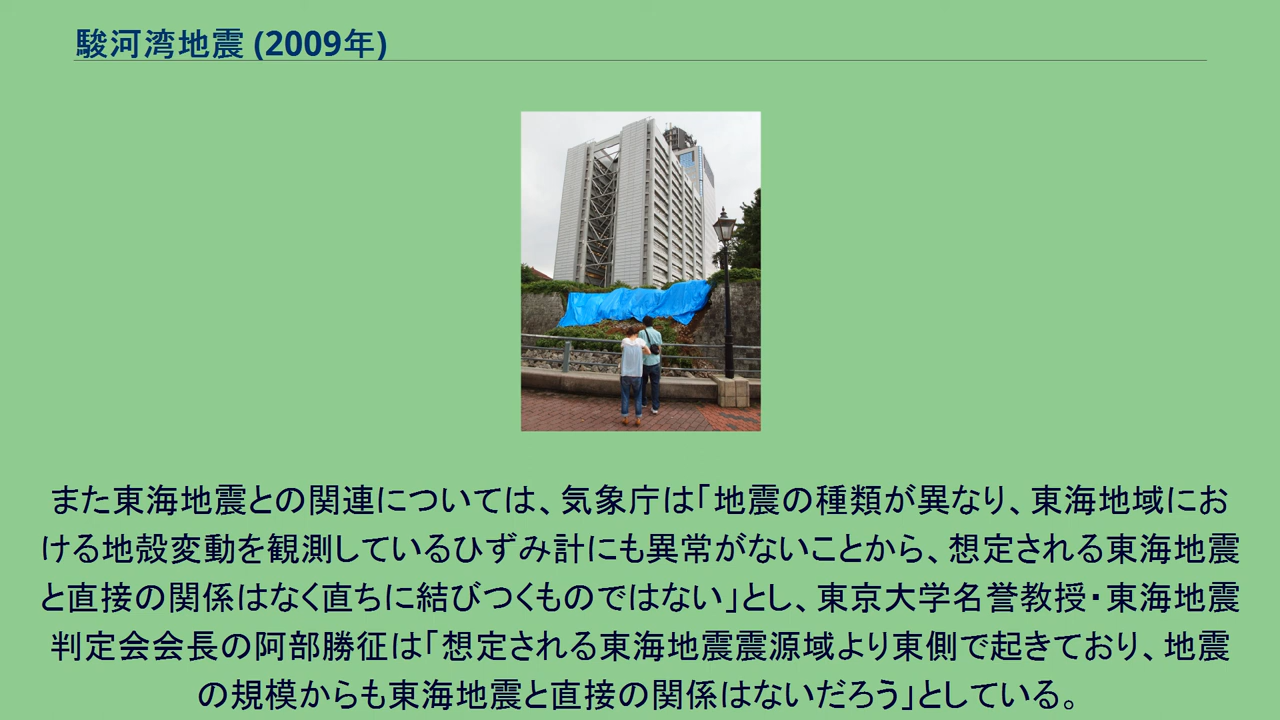 駿河湾地震 (2009年)
また東海地震との関連については、気象庁は｢地震の種類が異なり、東海地域にお
ける地殻変動を観測しているひずみ計にも異常がないことから、想定される東海地震
と直接の関係はなく直ちに結びつくものではない｣とし、東京大学名誉教授･東海地震
判定会会長の阿部勝征は｢想定される東海地震震源域より東側で起きており、地震
の規模からも東海地震と直接の関係はないだろう｣としている。